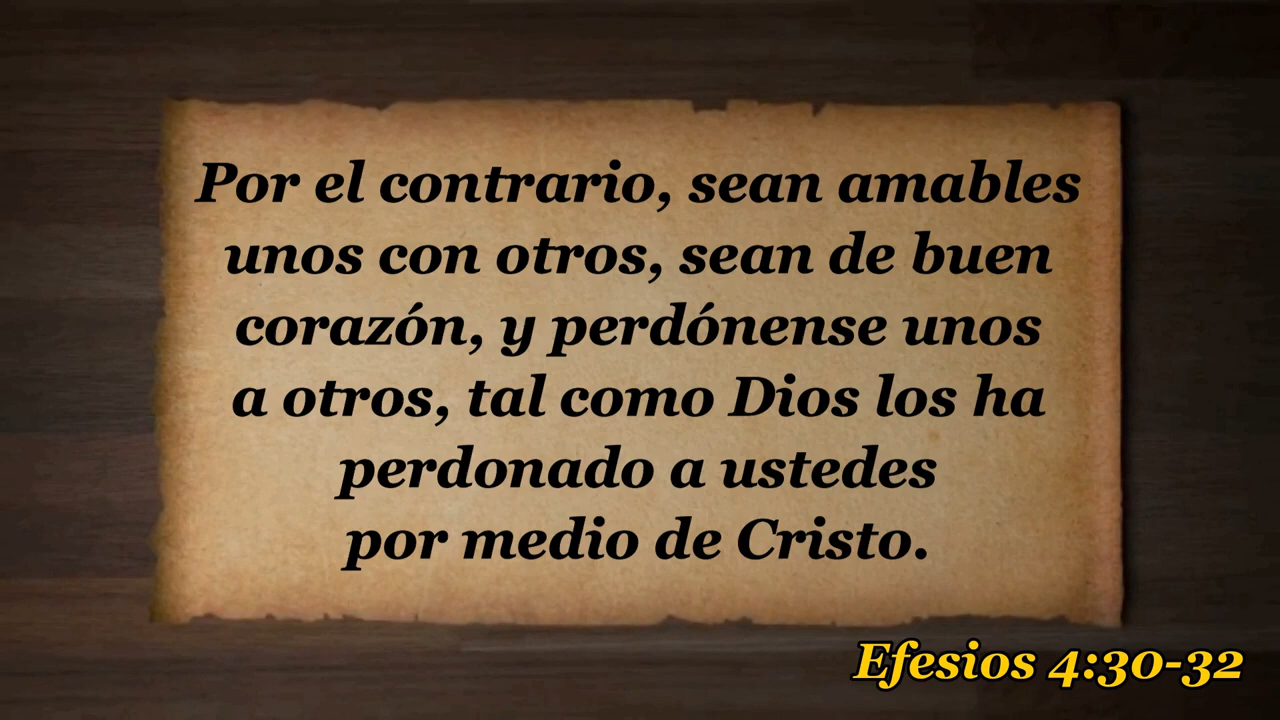 Por el contrario, sean amables
unos con otros, sean de buen
corazón, y perdónense unos
a otros, tal como Dios los ha
perdonado a ustedes
por medio de Cristo.
Efesios 4:30-32